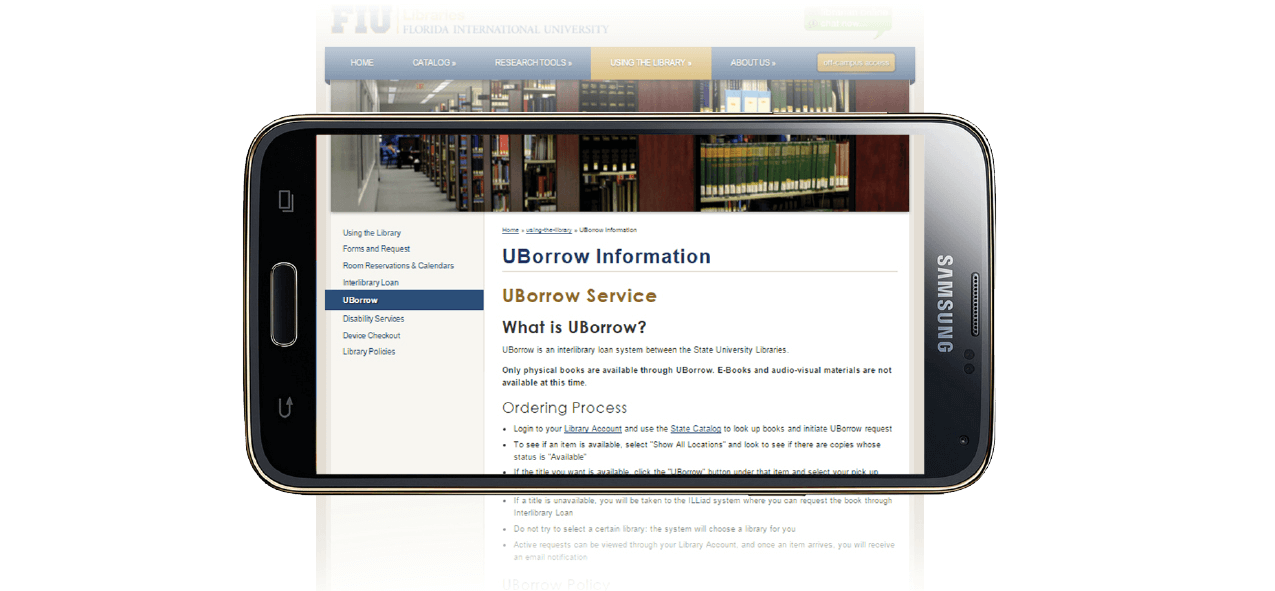 FIU Libraries
FLORIDA INTERNATIONAL UNIVERSITY
HOME CATALOG » RESEARCH TOOLS » USING THE LIBRARY » ABOUT US » off-campus access
Home » using-the-library » UBorrow Information
Using the Library
Forms and Request
Room Reservations & Calendars
Interlibrary Loan
UBorrow
Disability Services
Device Checkout
Library Policies
UBorrow Information
UBorrow Service
What is UBorrow?
UBorrow is an interlibrary loan system between the State University Libraries.
Only physical books are available through UBorrow. E-Books and audio-visual materials are not
available at this time.
Ordering Process
• Login to your Library Account and use the State Catalog to look up books and initiate UBorrow request
• To see if an item is available, select "Show All Locations" and look to see if there are copies whose
status is "Available"
• If the title you want is available, click the "UBorrow" button under that item and select your pick up
• If a title is unavailable, you will be taken to the ILLiad system where you can request the book through
Interlibrary Loan
• Do not try to select a certain library: the system will choose a library for you
• Active requests can be viewed through your Library Account, and once an item arrives, you will receive
an email notification
UBorrow Policy
SAMSUNG